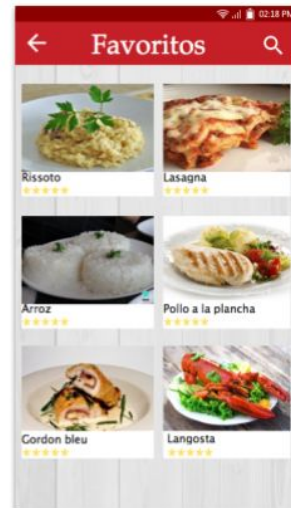 02:18 PM
Favoritos
Rissoto
Lasagna
Arroz
Pollo a la plancha
Gordon bleu
Langosta